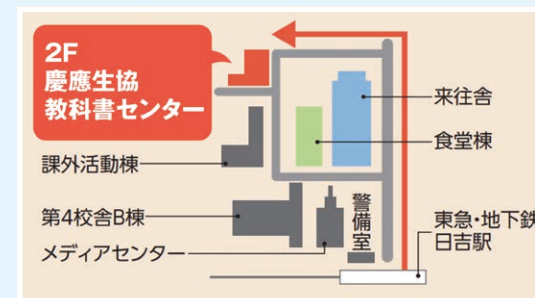 2F
慶應生協
教科書センター
来往舎
食堂棟
課外活動棟
第4校舎B棟
メディアセンター
警備室
東急・地下鉄
日吉駅